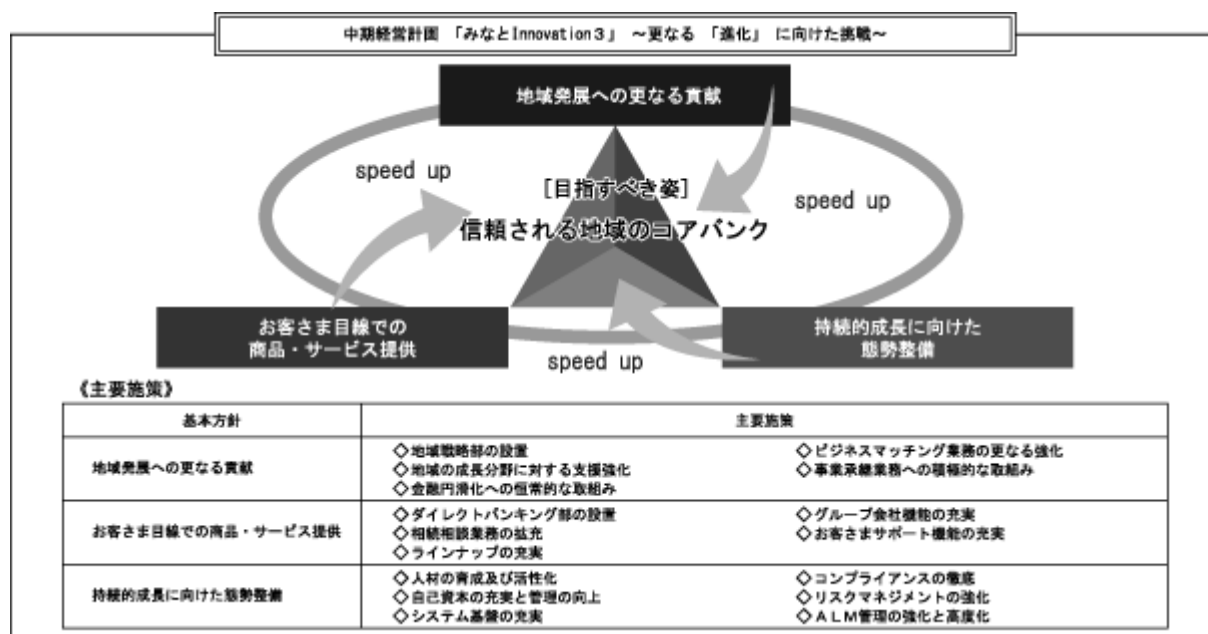 中期経営計画 「みなとInnovation３」 ～更なる 「進化」 に向けた挑戦～
地域発展への更なる貢献
speed up
speed up
[目指すべき姿]
信頼される地域のコアバンク
お客さま目線での
商品・サービス提供
持続的成長に向けた
態勢整備
speed up
《主要施策》
基本方針
主要施策
地域発展への更なる貢献
◇地域戦略部の設置
◇地域の成長分野に対する支援強化
◇金融円滑化への恒常的な取組み
◇ビジネスマッチング業務の更なる強化
◇事業承継業務への積極的な取組み
お客さま目線での商品・サービス提供
◇ダイレクトバンキング部の設置
◇相続相談業務の拡充
◇ラインナップの充実
◇グループ会社機能の充実
◇お客さまサポート機能の充実
持続的成長に向けた態勢整備
◇人材の育成及び活性化
◇自己資本の充実と管理の向上
◇システム基盤の充実
◇コンプライアンスの徹底
◇リスクマネジメントの強化
◇ＡＬＭ管理の強化と高度化